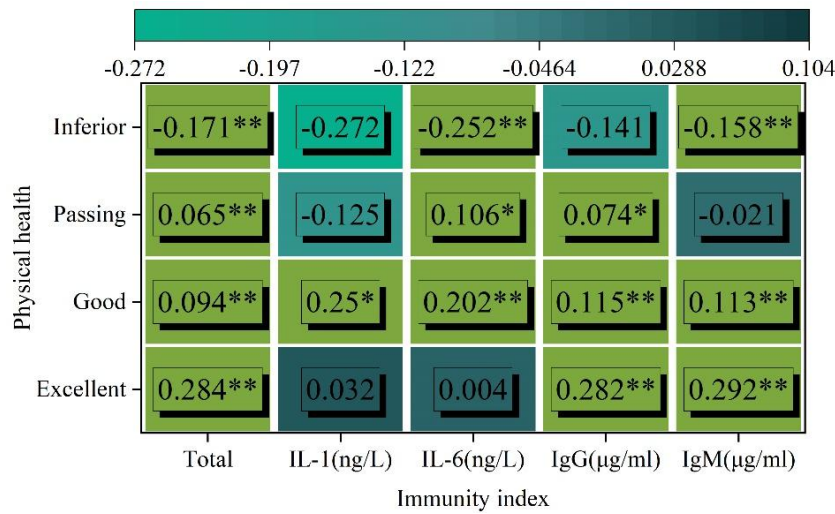 -0.272 -0.197 -0.122 -0.0464 0.0288 0.104
Physical health
Inferior -0.171** -0.272 -0.252** -0.141 -0.158**
Passing 0.065** -0.125 0.106* 0.074* -0.021
Good 0.094** 0.25* 0.202** 0.115** 0.113**
Excellent 0.284** 0.032 0.004 0.282** 0.292**
Total IL-1(ng/L) IL-6(ng/L) IgG(μg/ml) IgM(μg/ml)
Immunity index